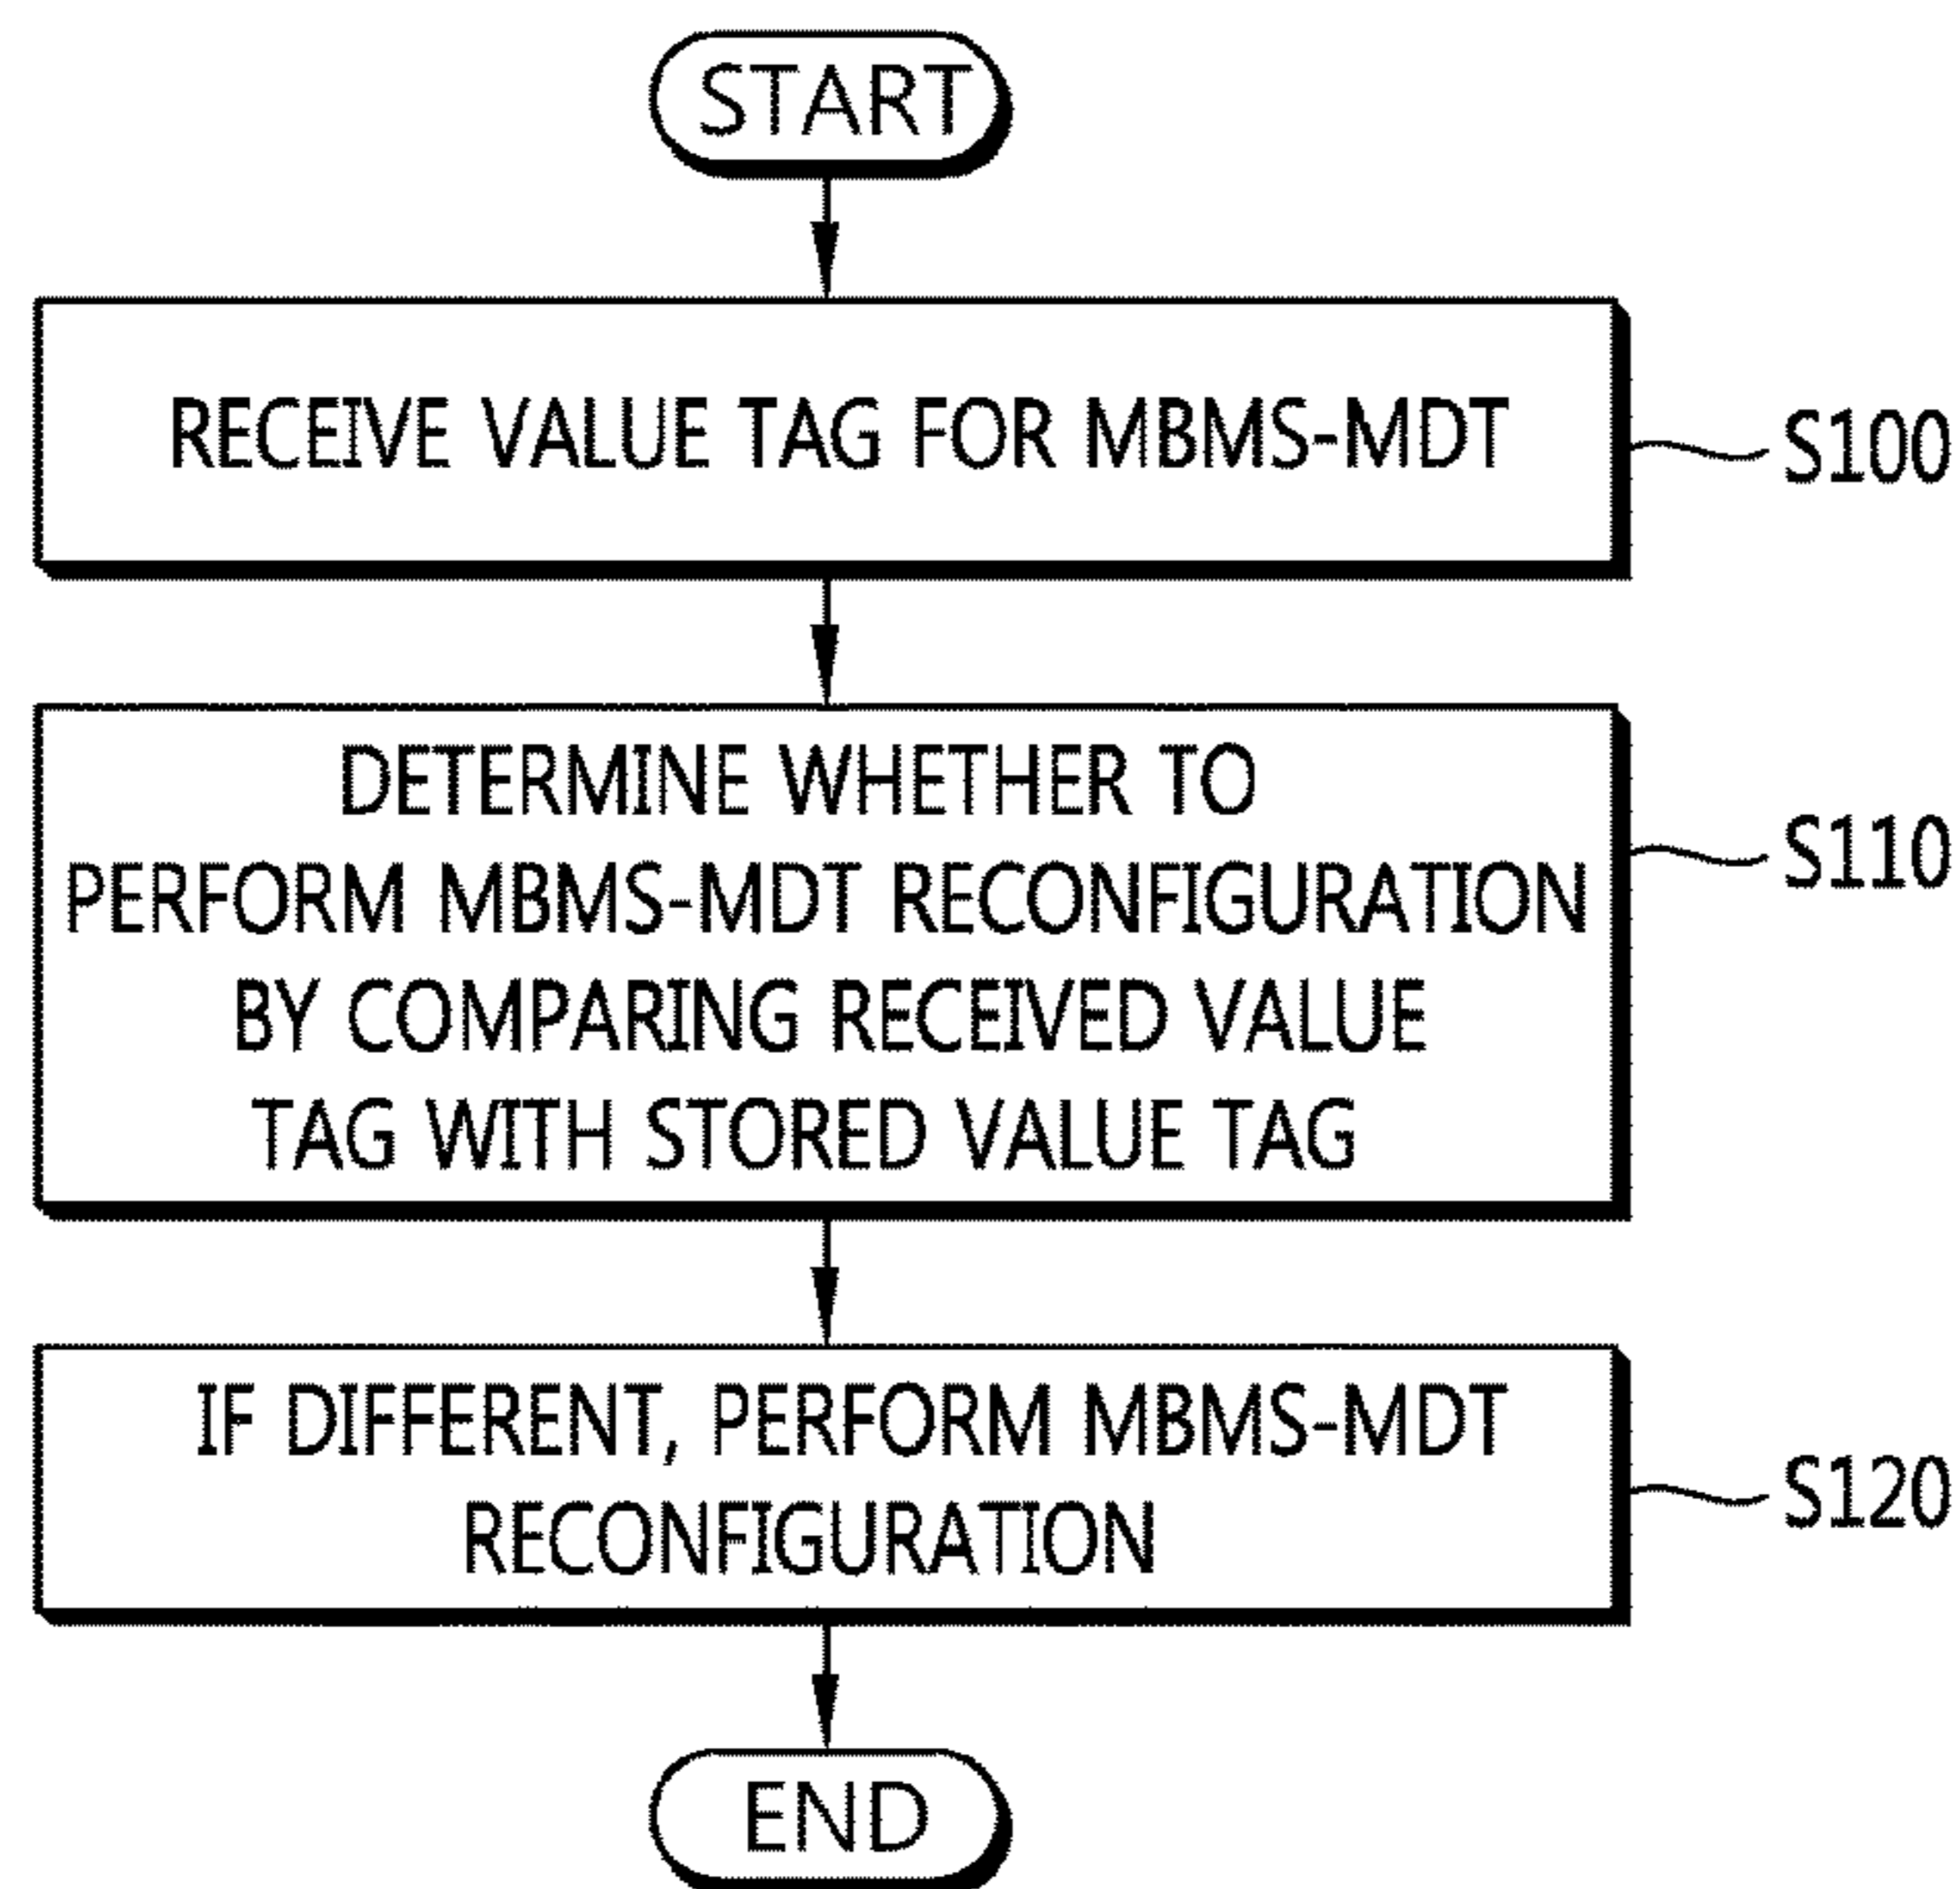 START
RECEIVE VALUE TAG FOR MBMS-MDT
S100
DETERMINE WHETHER TO
PERFORM MBMS-MDT RECONFIGURATION
BY COMPARING RECEIVED VALUE
TAG WITH STORED VALUE TAG
S110
IF DIFFERENT, PERFORM MBMS-MDT
RECONFIGURATION
S120
END